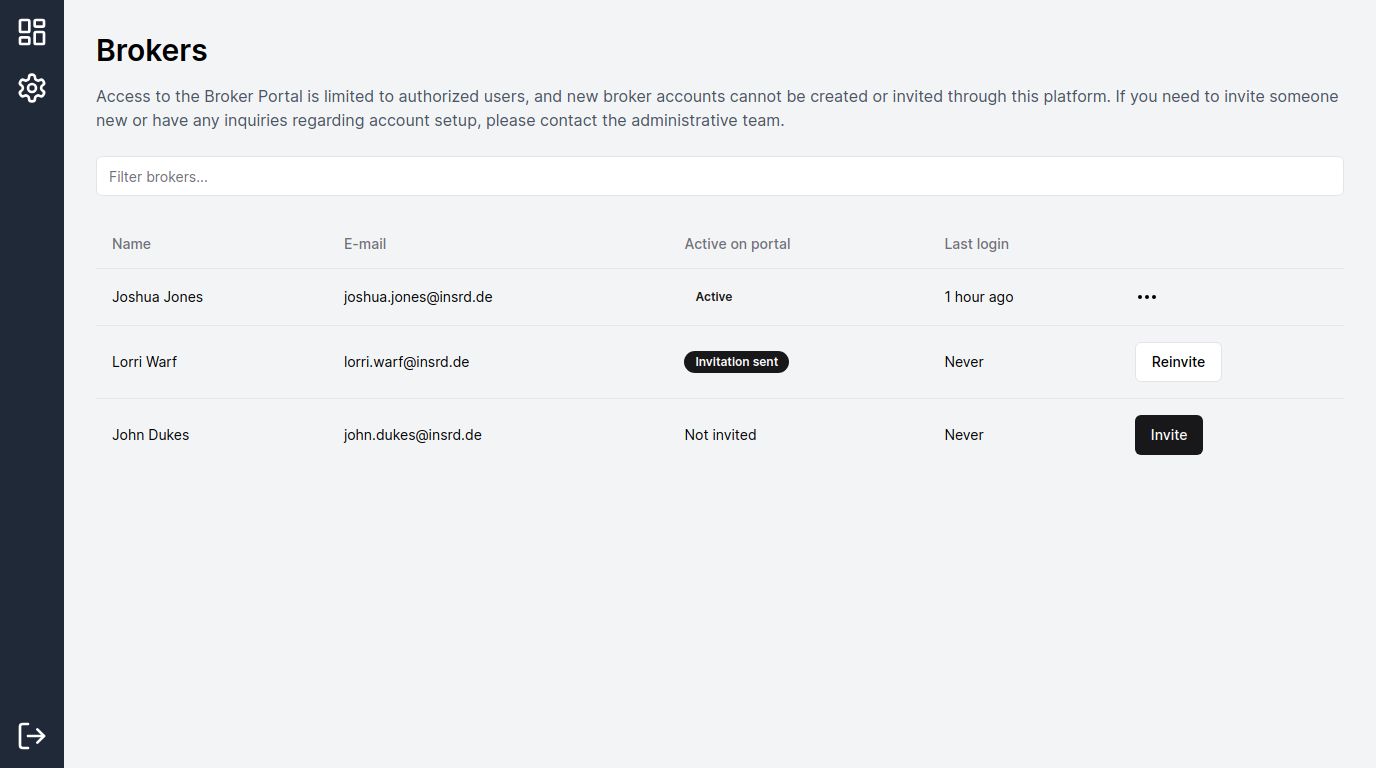 Brokers
Access to the Broker Portal is limited to authorized users, and new broker accounts cannot be created or invited through this platform. If you need to invite someone
new or have any inquiries regarding account setup, please contact the administrative team.
Filter brokers...
Name E-mail Active on portal Last login
Joshua Jones joshua.jones@insrd.de Active 1 hour ago
Lorri Warf lorri.warf@insrd.de Invitation sent Never Reinvite
John Dukes john.dukes@insrd.de Not invited Never Invite